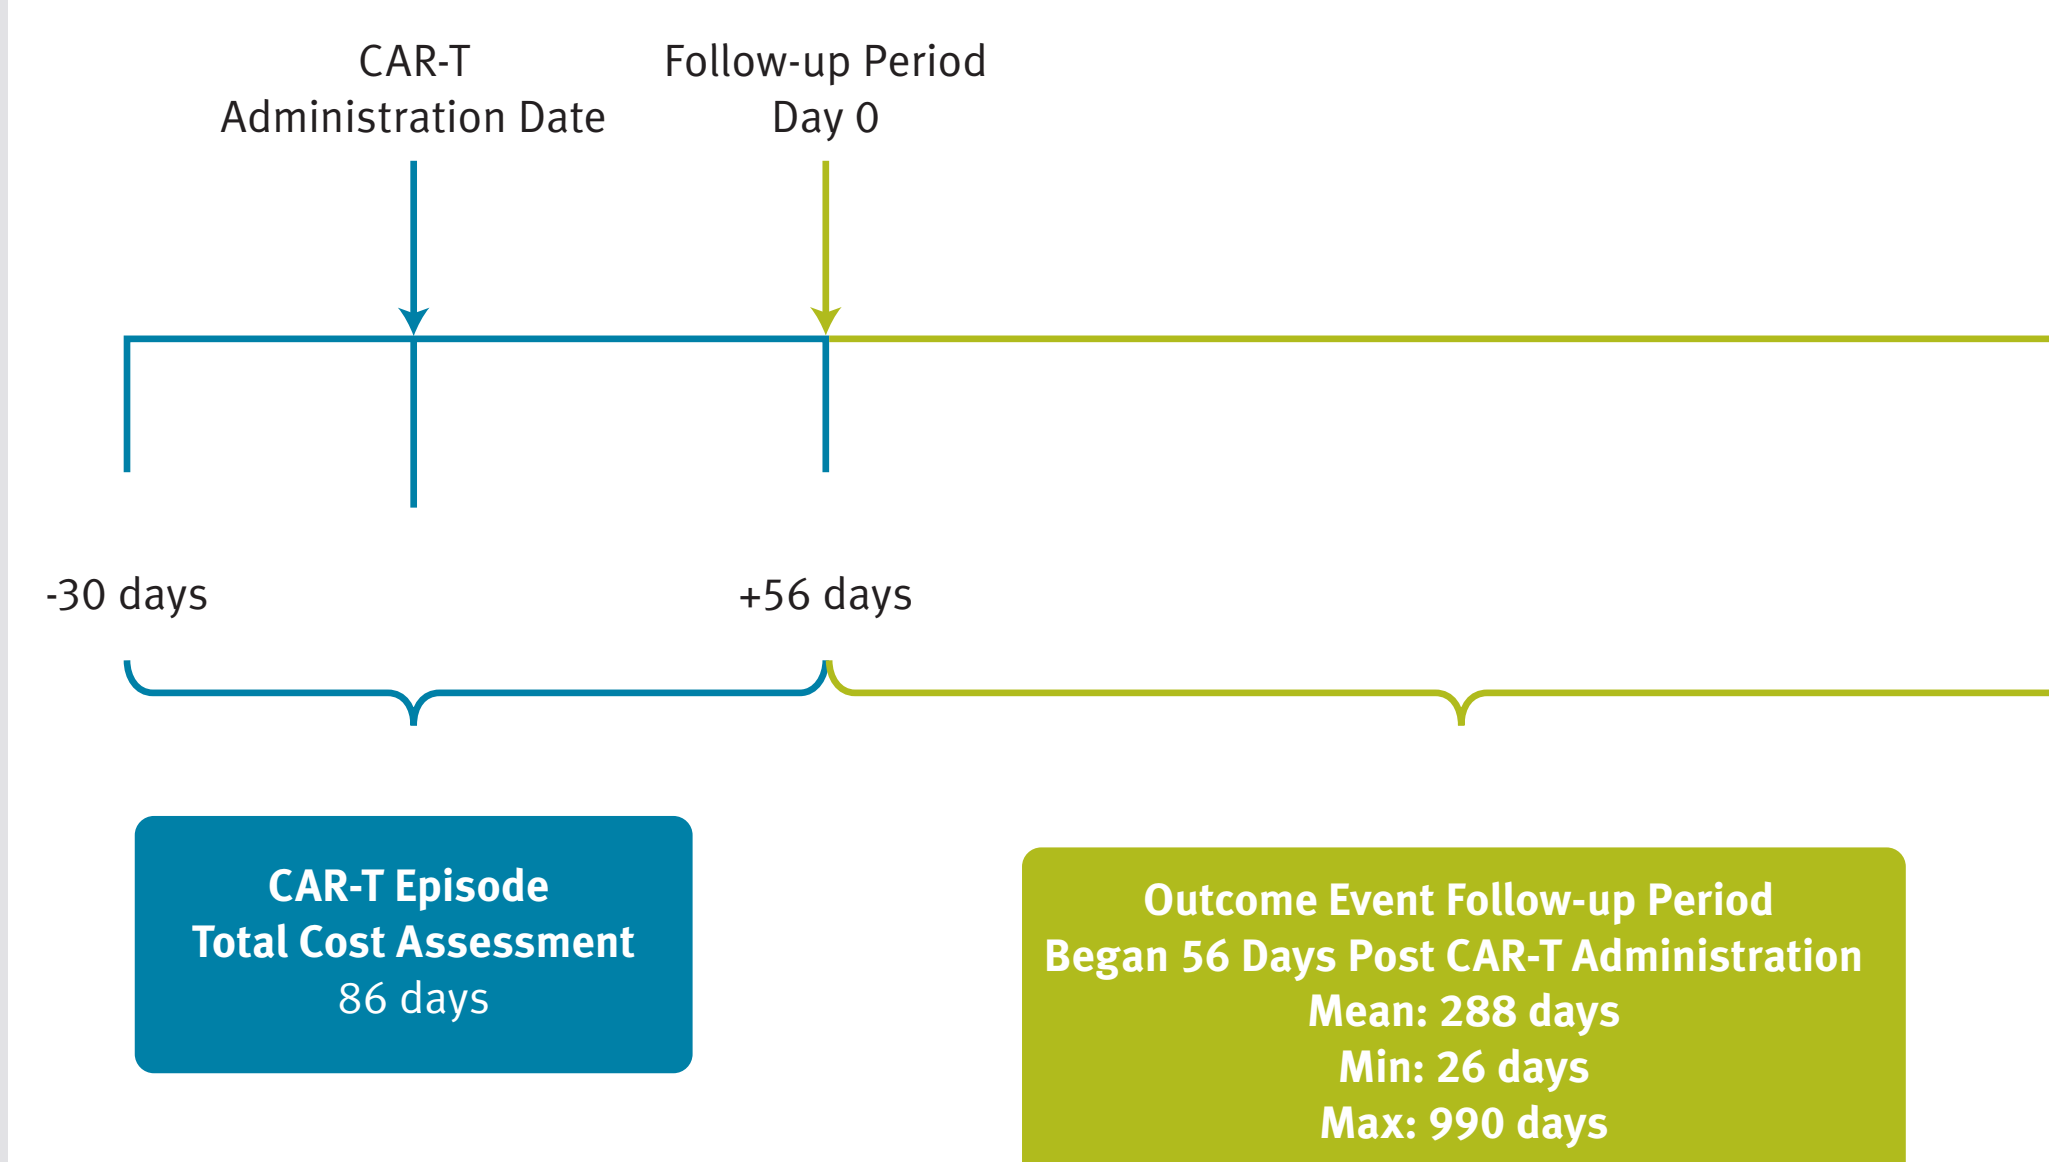 CAR-T
Administration Date
Follow-up Period
Day 0
-30 days
+56 days
CAR-T Episode
Total Cost Assessment
86 days
Outcome Event Follow-up Period
Began 56 Days Post CAR-T Administration
Mean: 288 days
Min: 26 days
Max: 990 days